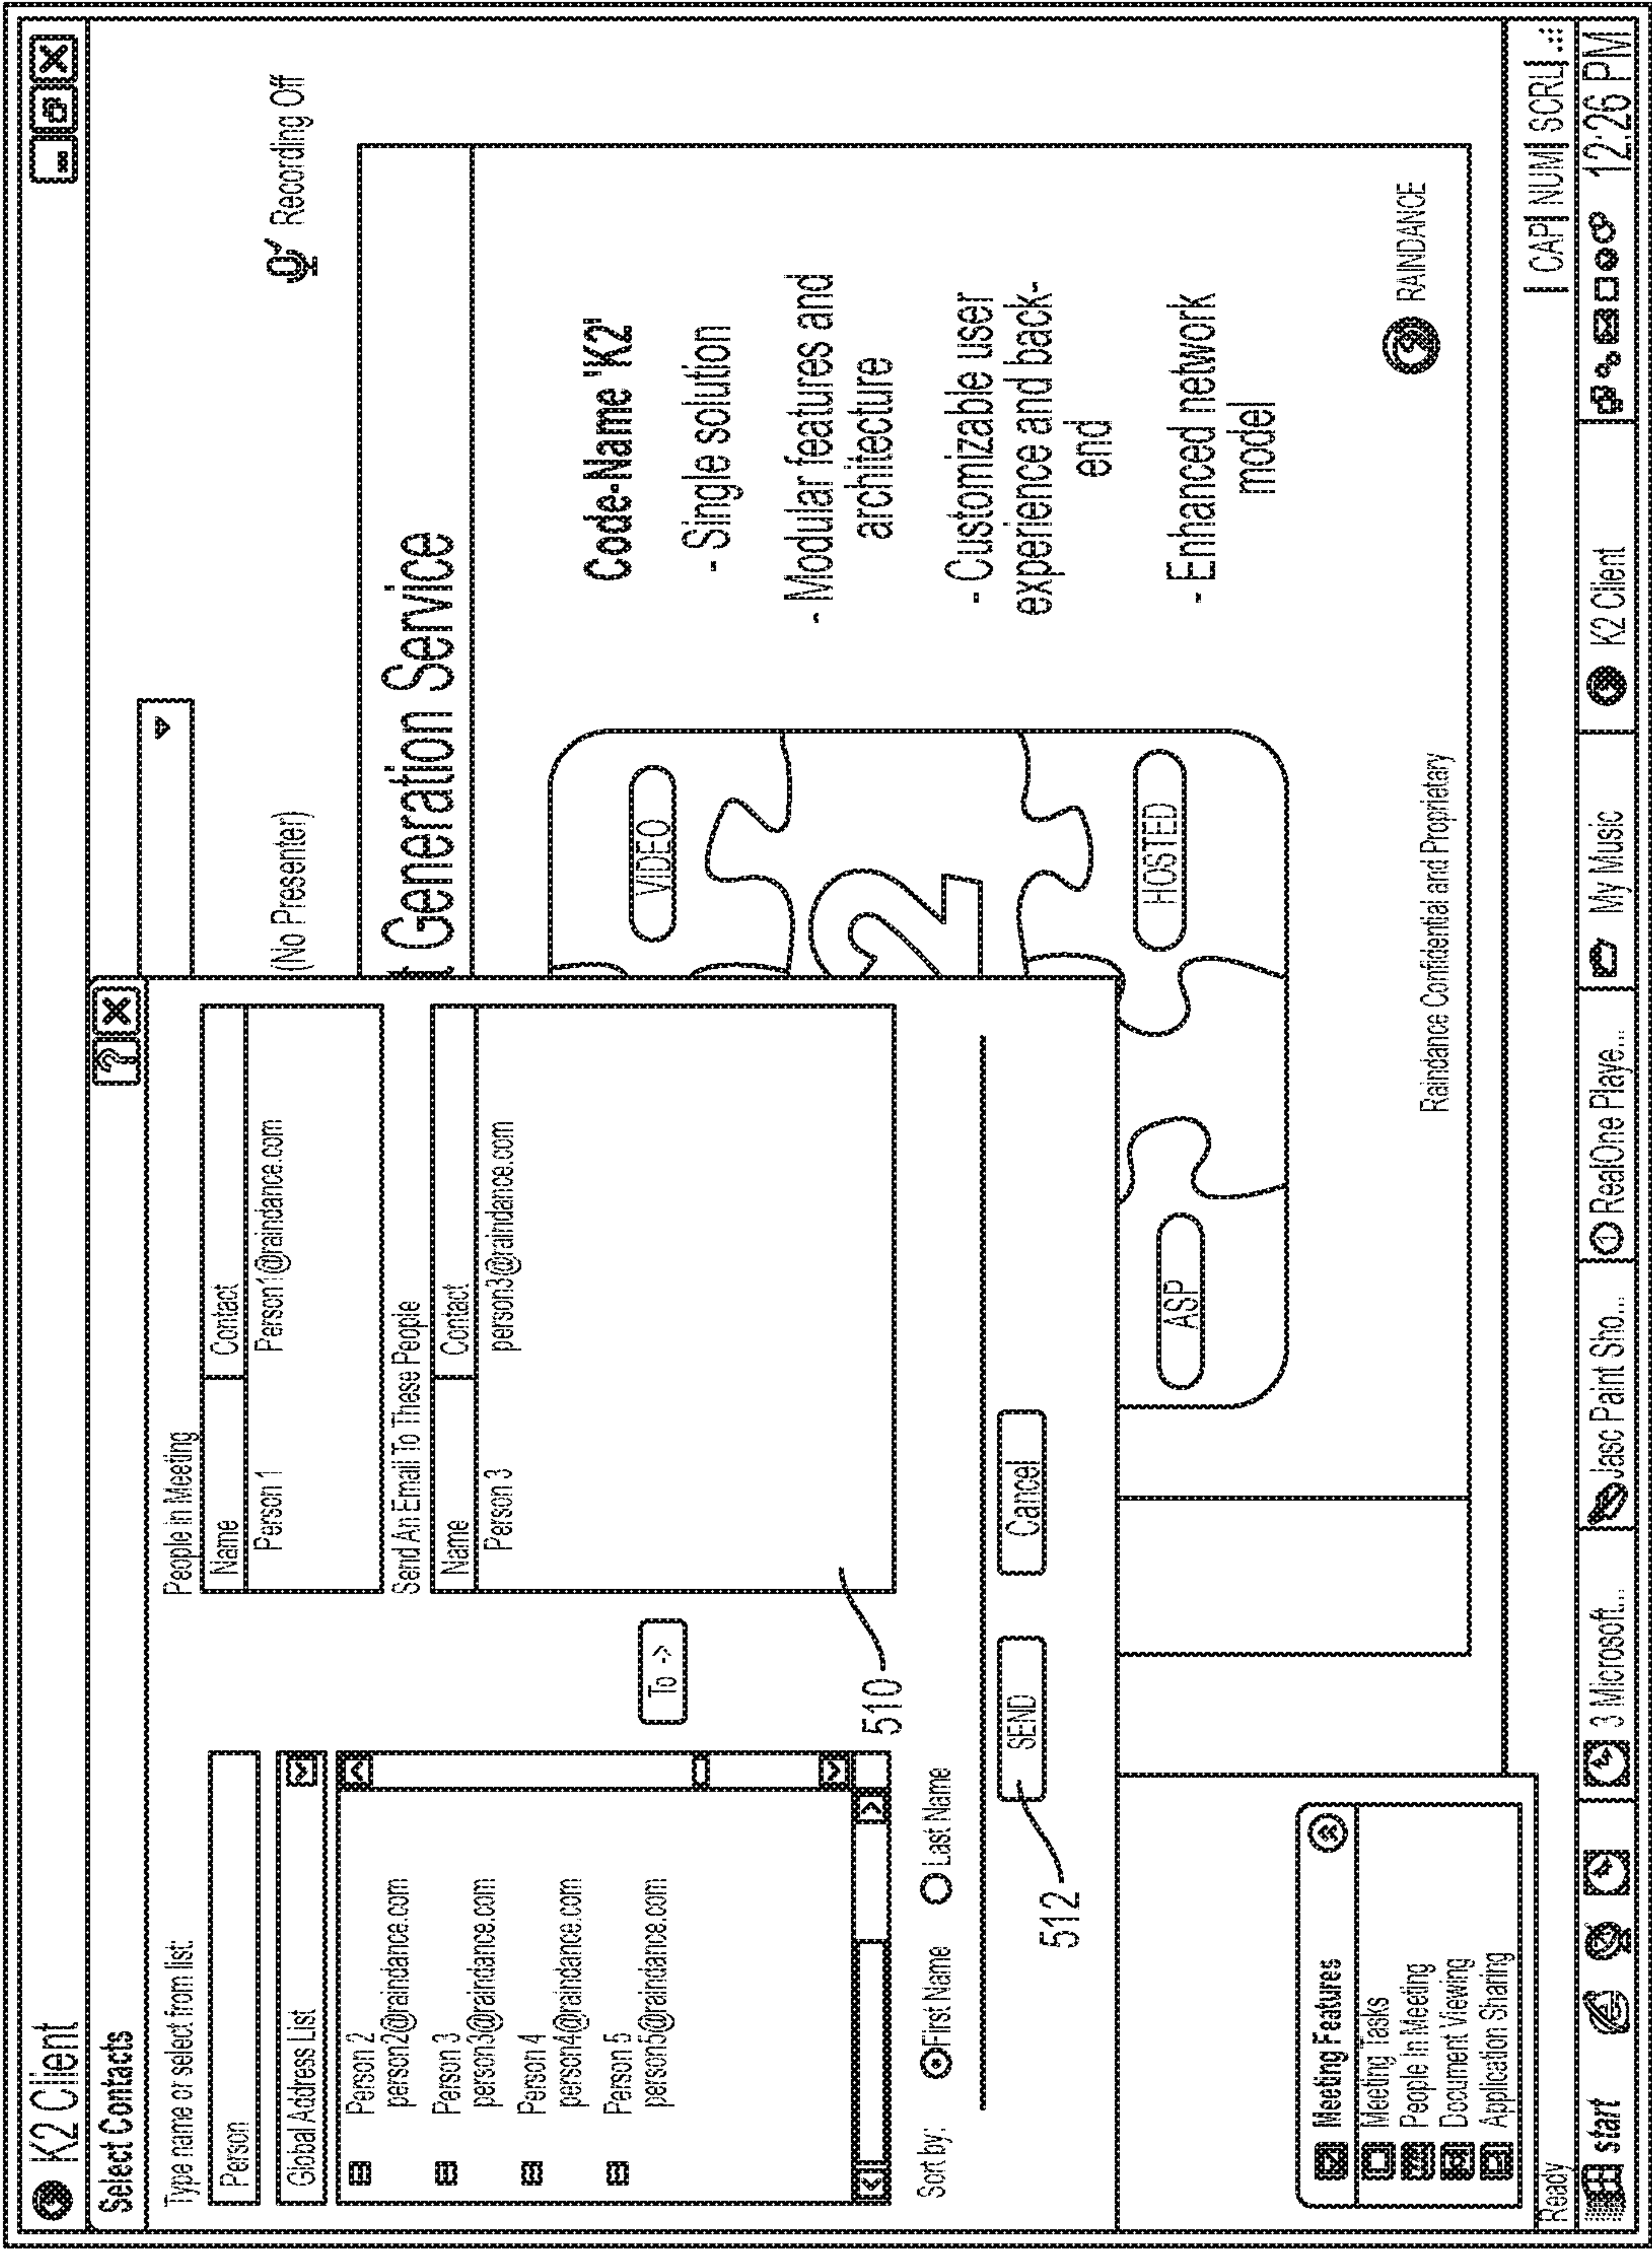 K2 Client
Select Contacts
Type name or select from list:
Person
Global Address List
Person 2
person2@raindance.com
Person 3
person3@raindance.com
Person 4
person4@raindance.com
Person 5
person5@raindance.com
Sort by:
First Name
Last Name
To ->
People in Meeting
Name
Contact
Person 1
Person1@raindance.com
Send An Email To These People
Name
Contact
Person 3
person3@raindance.com
510
SEND
Cancel
512
(No Presenter)
Recording Off
Generation Service
VIDEO
2
HOSTED
ASP
Code-Name 'K2'
- Single solution
- Modular features and
architecture
- Customizable user
experience and back-
end
- Enhanced network
model
RAINDANCE
Raindance Confidential and Proprietary
Meeting Features
Meeting Tasks
People in Meeting
Document Viewing
Application Sharing
Ready
CAP NUM SCRL
start
3 Microsoft...
Jasc Paint Sho...
RealOne Playe...
My Music
K2 Client
12:26 PM